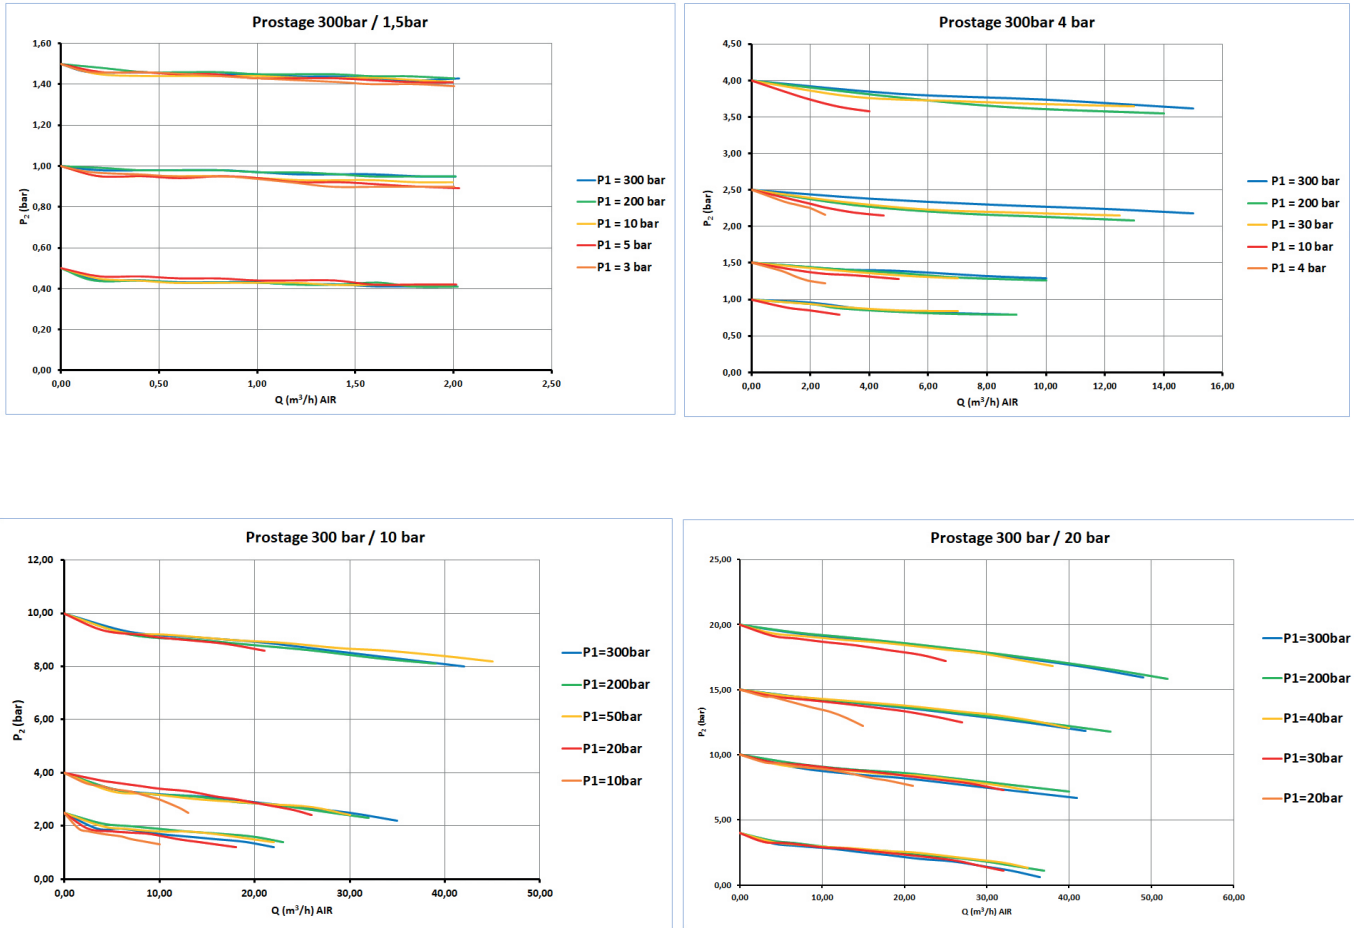 Prostage 300bar / 1,5bar
1,60
1,40
1,20
1,00
0,80
0,60
0,40
0,20
0,00
P2 (bar)
0,00 0,50 1,00 1,50 2,00 2,50
Q (m³/h) AIR
P1 = 300 bar
P1 = 200 bar
P1 = 10 bar
P1 = 5 bar
P1 = 3 bar
Prostage 300bar 4 bar
4,50
4,00
3,50
3,00
2,50
2,00
1,50
1,00
0,50
0,00
P2 (bar)
0,00 2,00 4,00 6,00 8,00 10,00 12,00 14,00 16,00
Q (m³/h) AIR
P1 = 300 bar
P1 = 200 bar
P1 = 30 bar
P1 = 10 bar
P1 = 4 bar
Prostage 300 bar / 10 bar
12,00
10,00
8,00
6,00
4,00
2,00
0,00
P2 (bar)
0,00 10,00 20,00 30,00 40,00 50,00
Q (m³/h) AIR
P1=300bar
P1=200bar
P1=50bar
P1=20bar
P1=10bar
Prostage 300 bar / 20 bar
25,00
20,00
15,00
10,00
5,00
0,00
P2 (bar)
0,00 10,00 20,00 30,00 40,00 50,00 60,00
Q (m³/h) AIR
P1=300bar
P1=200bar
P1=40bar
P1=30bar
P1=20bar